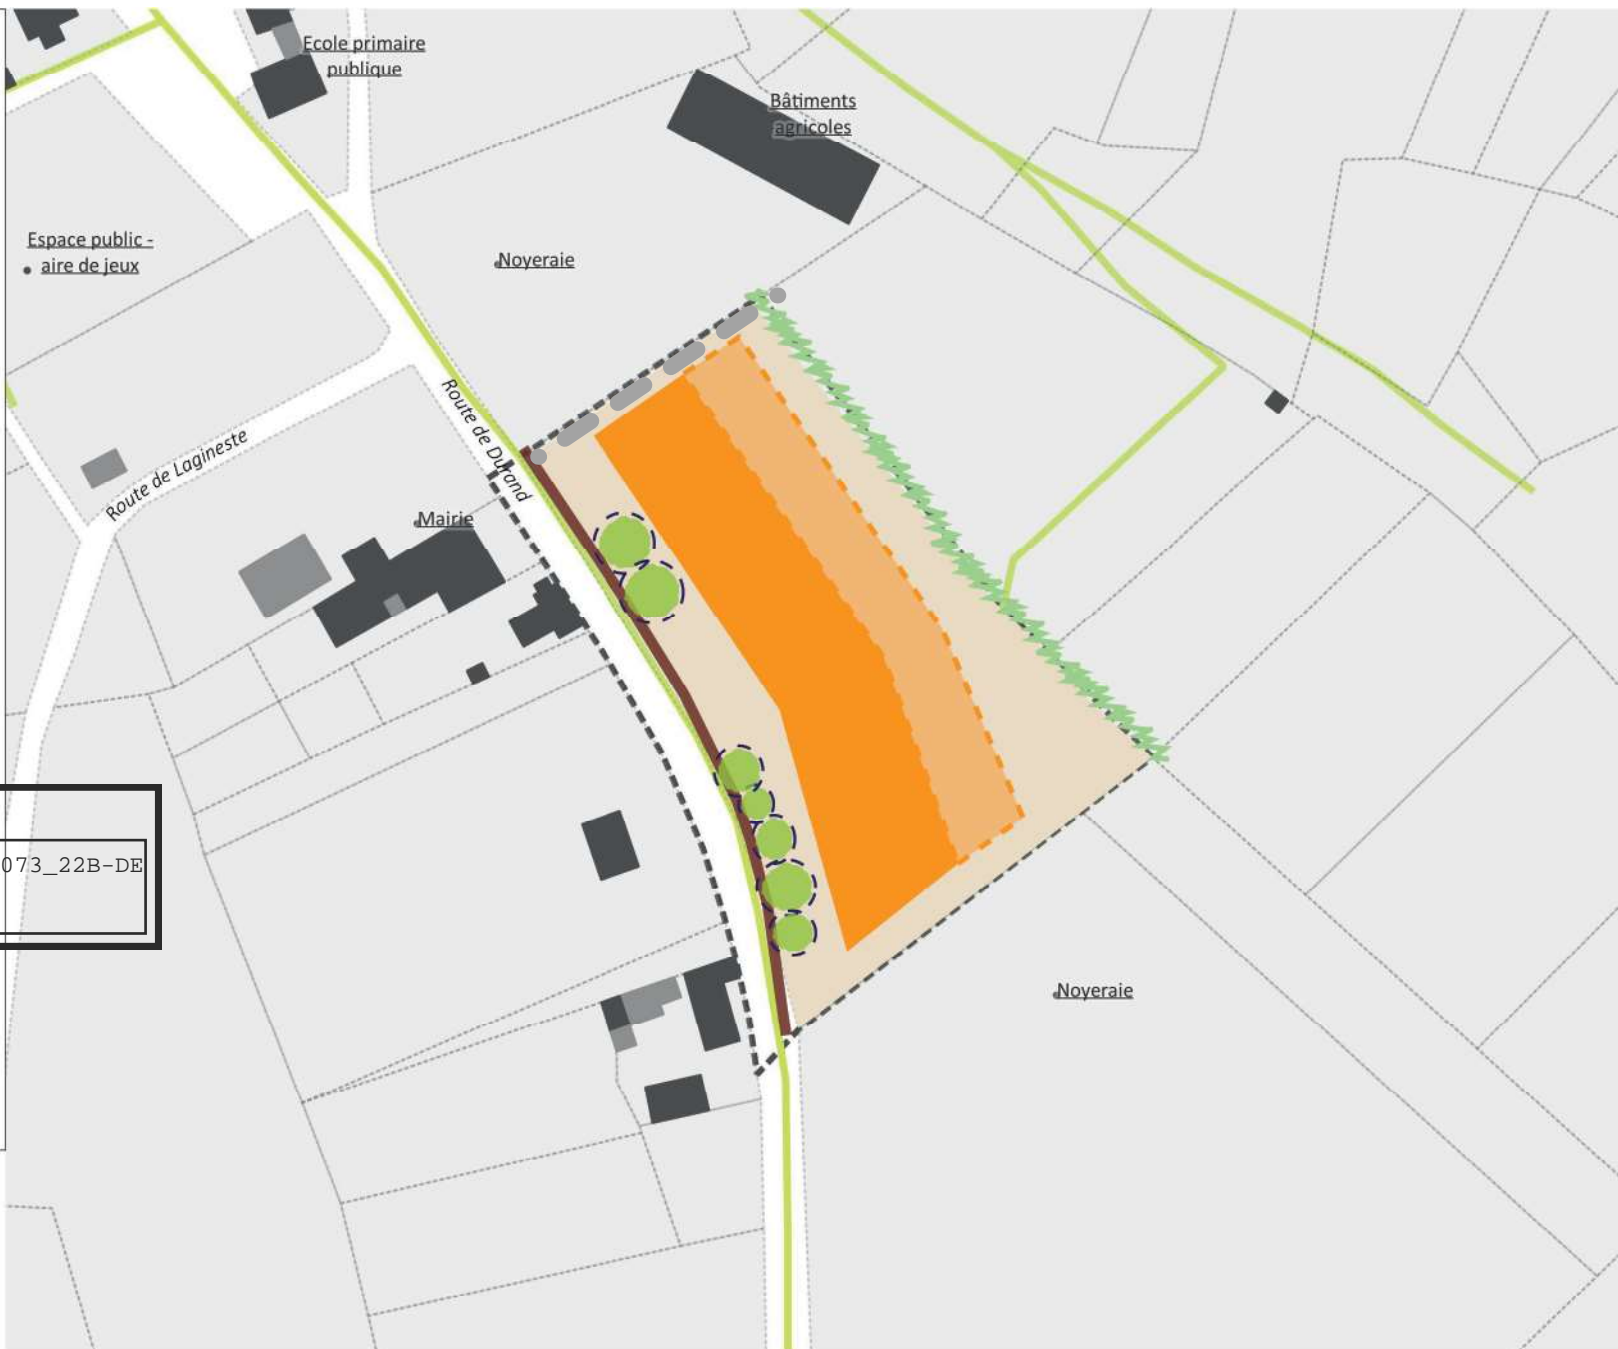 Ecole primaire
publique
Bâtiments
agricoles
Espace public -
aire de jeux
Noyeraie
Route de Durand
Route de Lagineste
Mairie
073_22B-DE
Noyeraie